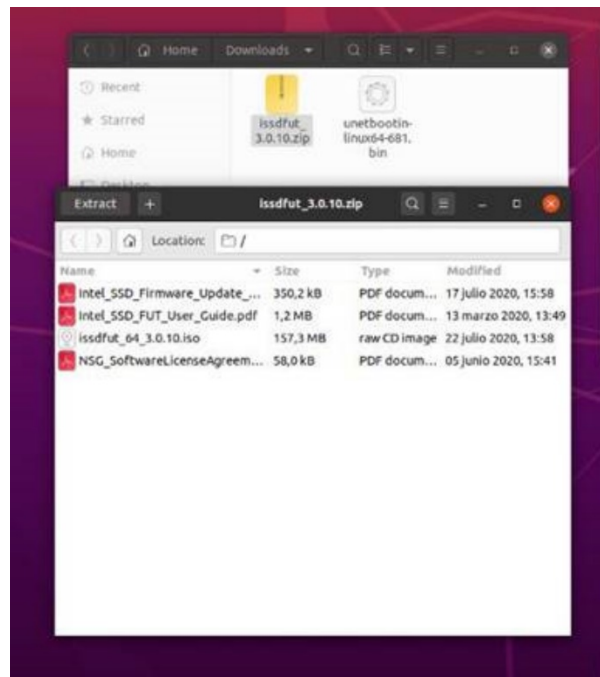 Home Downloads
Recent
Starred
Home
issdfut_
3.0.10.zip
unetbootin-
linux64-681.
bin
Desktop
Extract + issdfut_3.0.10.zip
Location: /
Name Size Type Modified
Intel_SSD_Firmware_Update_... 350,2 kB PDF docum... 17 julio 2020, 15:58
Intel_SSD_FUT_User_Guide.pdf 1,2 MB PDF docum... 13 marzo 2020, 13:49
issdfut_64_3.0.10.iso 157,3 MB raw CD image 22 julio 2020, 13:58
NSG_SoftwareLicenseAgreem... 58,0 kB PDF docum... 05 junio 2020, 15:41